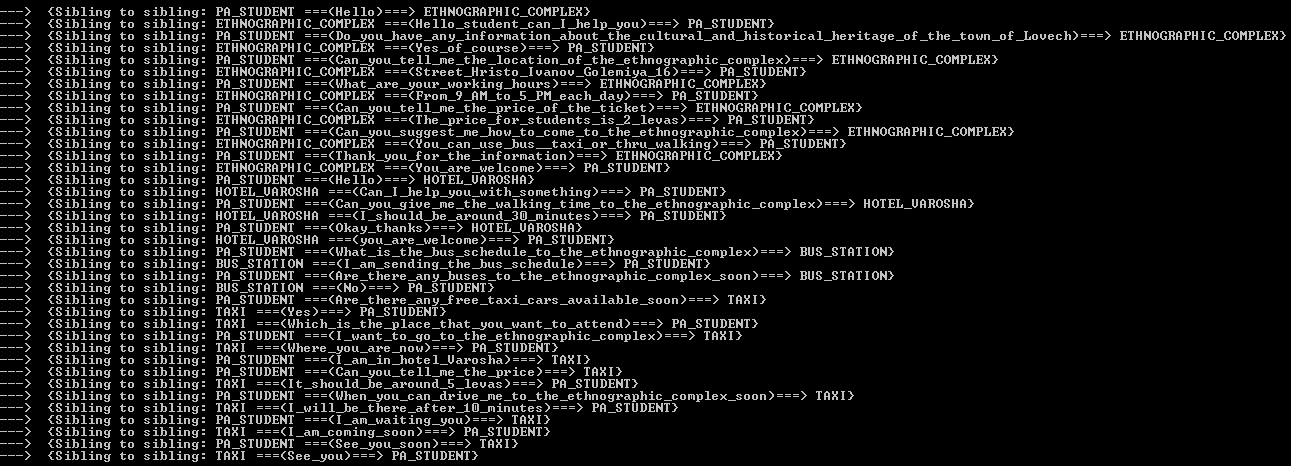 ---> {Sibling to sibling: PA_STUDENT ===(Hello)===> ETHNOGRAPHIC_COMPLEX}
---> {Sibling to sibling: ETHNOGRAPHIC_COMPLEX ===(Hello_student_can_I_help_you)===> PA_STUDENT}
---> {Sibling to sibling: PA_STUDENT ===(Do_you_have_any_information_about_the_cultural_and_historical_heritage_of_the_town_of_Lovech)===> ETHNOGRAPHIC_COMPLEX}
---> {Sibling to sibling: ETHNOGRAPHIC_COMPLEX ===(Yes_of_course)===> PA_STUDENT}
---> {Sibling to sibling: PA_STUDENT ===(Can_you_tell_me_the_location_of_the_ethnographic_complex)===> ETHNOGRAPHIC_COMPLEX}
---> {Sibling to sibling: ETHNOGRAPHIC_COMPLEX ===(Street_Hristo_Ivanov_Golemiya_16)===> PA_STUDENT}
---> {Sibling to sibling: PA_STUDENT ===(What_are_your_working_hours)===> ETHNOGRAPHIC_COMPLEX}
---> {Sibling to sibling: ETHNOGRAPHIC_COMPLEX ===(From_9_AM_to_5_PM_each_day)===> PA_STUDENT}
---> {Sibling to sibling: PA_STUDENT ===(Can_you_tell_me_the_price_of_the_ticket)===> ETHNOGRAPHIC_COMPLEX}
---> {Sibling to sibling: ETHNOGRAPHIC_COMPLEX ===(The_price_for_students_is_2_levas)===> PA_STUDENT}
---> {Sibling to sibling: PA_STUDENT ===(Can_you_suggest_me_how_to_come_to_the_ethnographic_complex)===> ETHNOGRAPHIC_COMPLEX}
---> {Sibling to sibling: ETHNOGRAPHIC_COMPLEX ===(You_can_use_bus__taxi_or_thru_walking)===> PA_STUDENT}
---> {Sibling to sibling: PA_STUDENT ===(Thank_you_for_the_information)===> ETHNOGRAPHIC_COMPLEX}
---> {Sibling to sibling: ETHNOGRAPHIC_COMPLEX ===(You_are_welcome)===> PA_STUDENT}
---> {Sibling to sibling: PA_STUDENT ===(Hello)===> HOTEL_VAROSHA}
---> {Sibling to sibling: HOTEL_VAROSHA ===(Can_I_help_you_with_something)===> PA_STUDENT}
---> {Sibling to sibling: PA_STUDENT ===(Can_you_give_me_the_walking_time_to_the_ethnographic_complex)===> HOTEL_VAROSHA}
---> {Sibling to sibling: HOTEL_VAROSHA ===(I_should_be_around_30_minutes)===> PA_STUDENT}
---> {Sibling to sibling: PA_STUDENT ===(Okay_thanks)===> HOTEL_VAROSHA}
---> {Sibling to sibling: HOTEL_VAROSHA ===(you_are_welcome)===> PA_STUDENT}
---> {Sibling to sibling: PA_STUDENT ===(What_is_the_bus_schedule_to_the_ethnographic_complex)===> BUS_STATION}
---> {Sibling to sibling: BUS_STATION ===(I_am_sending_the_bus_schedule)===> PA_STUDENT}
---> {Sibling to sibling: PA_STUDENT ===(Are_there_any_buses_to_the_ethnographic_complex_soon)===> BUS_STATION}
---> {Sibling to sibling: BUS_STATION ===(No)===> PA_STUDENT}
---> {Sibling to sibling: PA_STUDENT ===(Are_there_any_free_taxi_cars_available_soon)===> TAXI}
---> {Sibling to sibling: TAXI ===(Yes)===> PA_STUDENT}
---> {Sibling to sibling: TAXI ===(Which_is_the_place_that_you_want_to_attend)===> PA_STUDENT}
---> {Sibling to sibling: PA_STUDENT ===(I_want_to_go_to_the_ethnographic_complex)===> TAXI}
---> {Sibling to sibling: TAXI ===(Where_you_are_now)===> PA_STUDENT}
---> {Sibling to sibling: PA_STUDENT ===(I_am_in_hotel_Varosha)===> TAXI}
---> {Sibling to sibling: PA_STUDENT ===(Can_you_tell_me_the_price)===> TAXI}
---> {Sibling to sibling: TAXI ===(It_should_be_around_5_levas)===> PA_STUDENT}
---> {Sibling to sibling: PA_STUDENT ===(When_you_can_drive_me_to_the_ethnographic_complex_soon)===> TAXI}
---> {Sibling to sibling: TAXI ===(I_will_be_there_after_10_minutes)===> PA_STUDENT}
---> {Sibling to sibling: PA_STUDENT ===(I_am_waiting_you)===> TAXI}
---> {Sibling to sibling: TAXI ===(I_am_coming_soon)===> PA_STUDENT}
---> {Sibling to sibling: PA_STUDENT ===(See_you_soon)===> TAXI}
---> {Sibling to sibling: TAXI ===(See_you)===> PA_STUDENT}